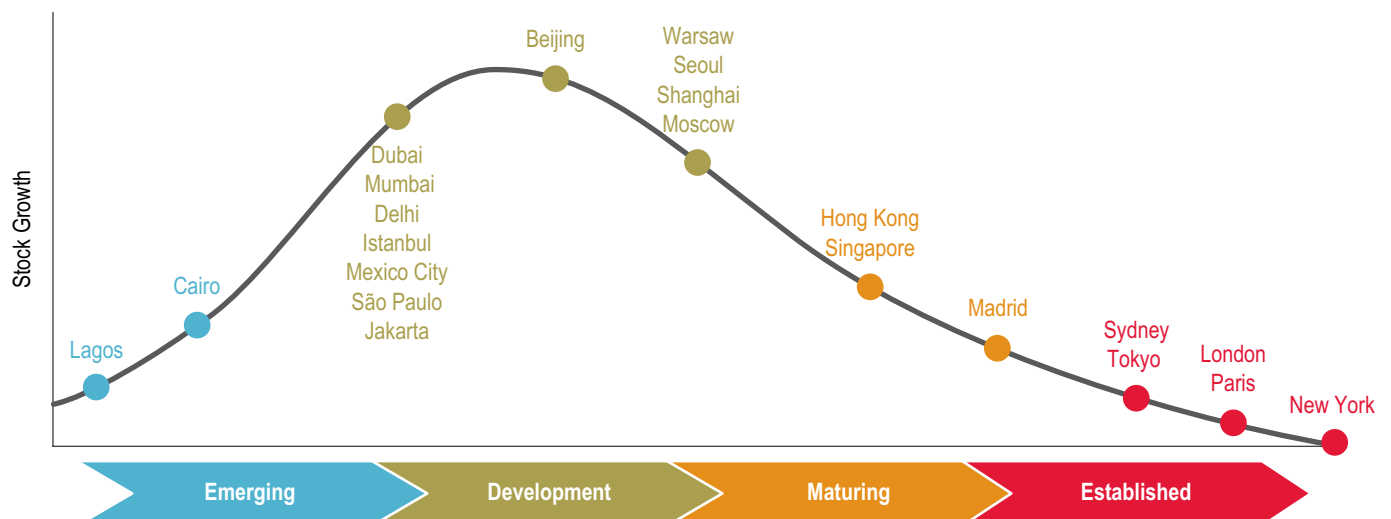 Stock Growth
Lagos
Cairo
Dubai
Mumbai
Delhi
Istanbul
Mexico City
São Paulo
Jakarta
Beijing
Warsaw
Seoul
Shanghai
Moscow
Hong Kong
Singapore
Madrid
Sydney
Tokyo
London
Paris
New York
Emerging
Development
Maturing
Established